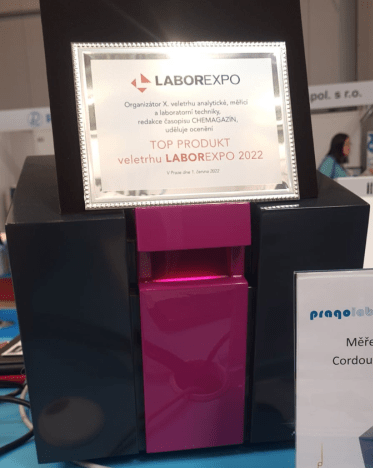 LABOREXPO
Organizátor X. veletrhu analytické, měřicí
a laboratorní techniky,
redakce časopisu CHEMAGAZIN,
uděluje ocenění
TOP PRODUKT
veletrhu LABOREXPO 2022
V Praze dne 1. června 2022
pol. s r.o.
pragolab
Měře
Cordou